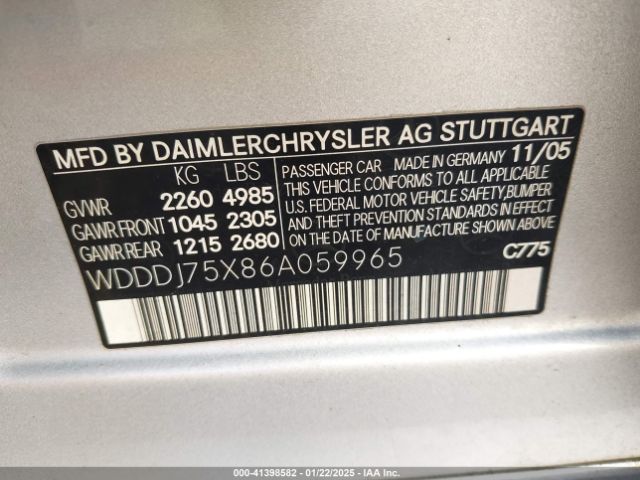 MFD BY DAIMLERCHRYSLER AG STUTTGART
KG LBS
GVWR 2260 4985
GAWR FRONT 1045 2305
GAWR REAR 1215 2680
PASSENGER CAR MADE IN GERMANY 11/05
THIS VEHICLE CONFORMS TO ALL APPLICABLE
U.S. FEDERAL MOTOR VEHICLE SAFETY, BUMPER
AND THEFT PREVENTION STANDARDS IN EFFECT
ON THE DATE OF MANUFACTURE SHOWN ABOVE.
WDDDJ75X86A059965
C775
000-41398582 | 01/22/2025 | IAA Inc. | Copyright